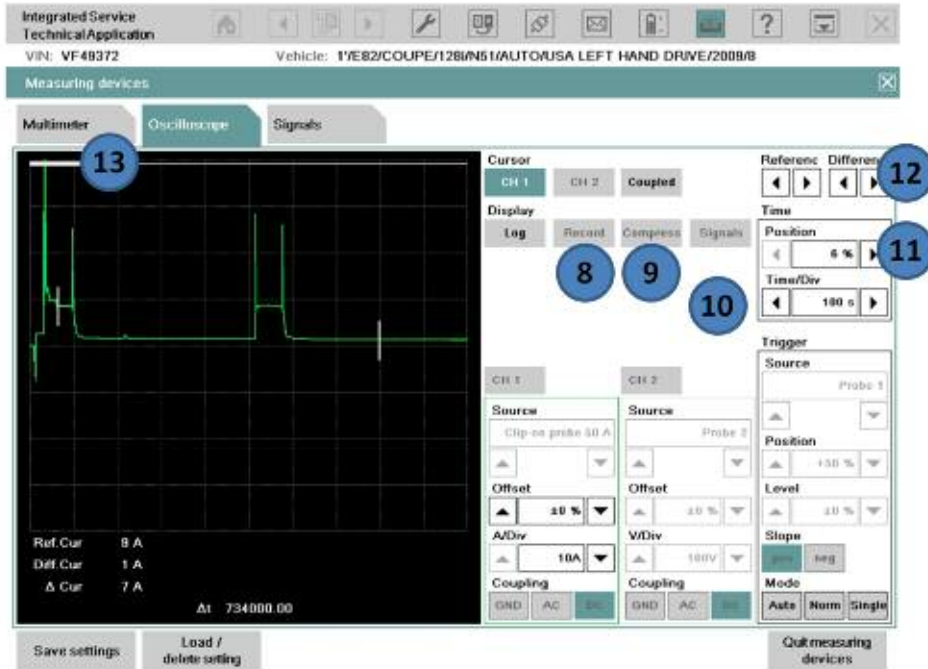 Integrated Service
Technical Application
?
VIN: VF49372
Vehicle: 1'/E82/COUPE/128i/N51/AUTO/USA LEFT HAND DRIVE/2009/8
Measuring devices
Multimeter
Oscilloscope
Signals
13
Cursor
CH 1
CH 2
Coupled
Referenc
Differen
12
Display
Log
Record
Compress
Signals
8
9
10
Time
Position
6 %
11
Time/Div
100 s
Trigger
Source
Probe 1
Position
+50 %
Level
±0 %
Slope
pos
neg
Mode
Auto
Norm
Single
CH 1
Source
Clip-on probe 50 A
Offset
±0 %
A/Div
10A
Coupling
GND
AC
DC
CH 2
Source
Probe 2
Offset
±0 %
V/Div
100V
Coupling
GND
AC
DC
Ref.Cur 8 A
Diff.Cur 1 A
Δ Cur 7 A
Δt 734000.00
Save settings
Load /
delete setting
Quit measuring
devices